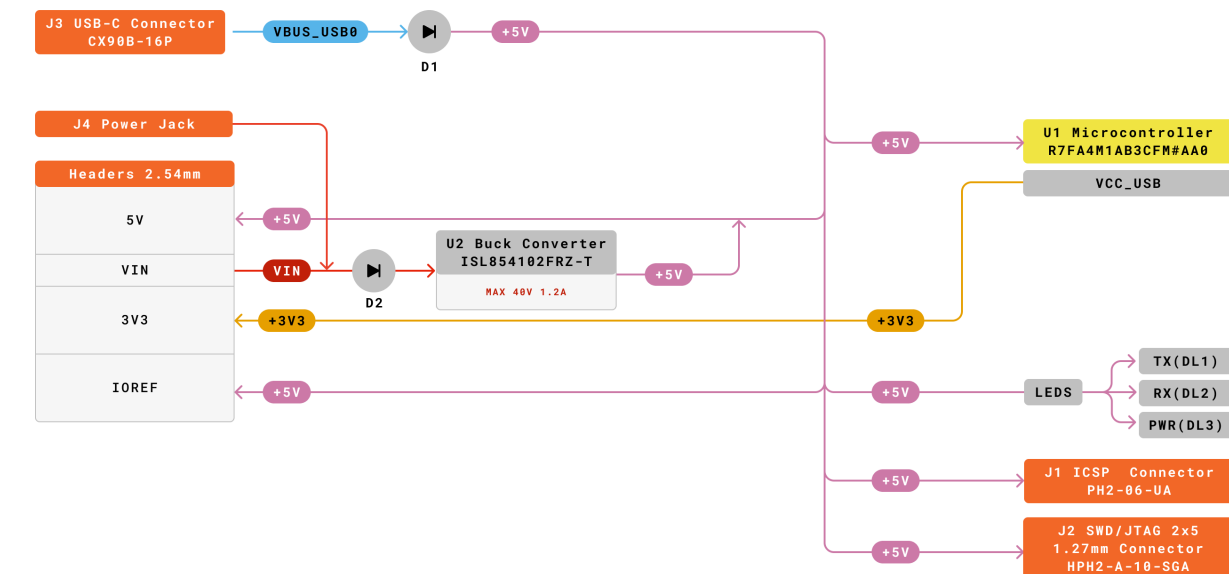 J3 USB-C Connector
CX90B-16P
VBUS_USB0
D1
+5V
J4 Power Jack
Headers 2.54mm
5V
+5V
VIN
VIN
D2
U2 Buck Converter
ISL854102FRZ-T
MAX 40V 1.2A
+5V
3V3
+3V3
+3V3
IOREF
+5V
+5V
U1 Microcontroller
R7FA4M1AB3CFM#AA0
VCC_USB
+5V
LEDS
TX(DL1)
RX(DL2)
PWR(DL3)
+5V
J1 ICSP Connector
PH2-06-UA
+5V
J2 SWD/JTAG 2x5
1.27mm Connector
HPH2-A-10-SGA